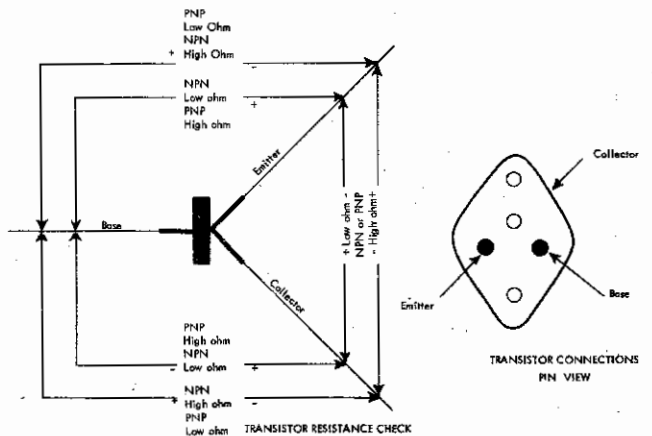 PNP
Low Ohm
NPN
+ High Ohm -
NPN
Low ohm +
PNP
High ohm
Emitter
Base
Collector
+ Low ohm -
NPN or PNP
- High ohm+
PNP
High ohm
NPN
- Low ohm +
NPN
+ High ohm -
PNP
Low ohm
TRANSISTOR RESISTANCE CHECK
Collector
Emitter
Base
TRANSISTOR CONNECTIONS
PIN VIEW